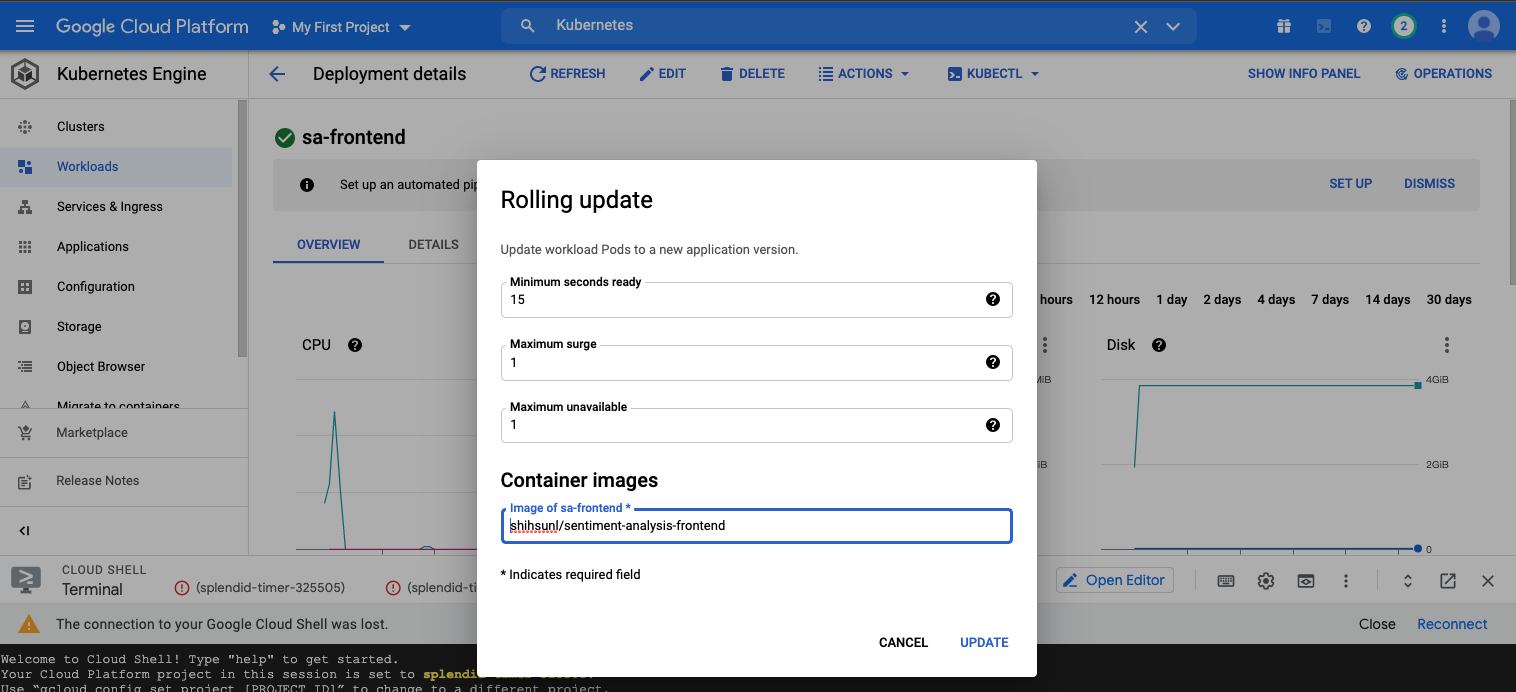 Google Cloud Platform
My First Project
Kubernetes
2
Kubernetes Engine
Deployment details
REFRESH
EDIT
DELETE
ACTIONS
KUBECTL
SHOW INFO PANEL
OPERATIONS
Clusters
Workloads
Services & Ingress
Applications
Configuration
Storage
Object Browser
Migrate to containers
Marketplace
Release Notes
sa-frontend
Set up an automated pip
SET UP
DISMISS
OVERVIEW
DETAILS
hours
12 hours
1 day
2 days
4 days
7 days
14 days
30 days
CPU
MiB
iB
Disk
4GiB
2GiB
0
Rolling update
Update workload Pods to a new application version.
Minimum seconds ready
15
Maximum surge
1
Maximum unavailable
1
Container images
Image of sa-frontend *
shihsunl/sentiment-analysis-frontend
* Indicates required field
CANCEL
UPDATE
CLOUD SHELL
Terminal
(splendid-timer-325505)
(splendid-ti
Open Editor
The connection to your Google Cloud Shell was lost.
Close
Reconnect
Welcome to Cloud Shell! Type "help" to get started.
Your Cloud Platform project in this session is set to splendi
Use "gcloud config set project [PROJECT_ID]" to change to a different project.